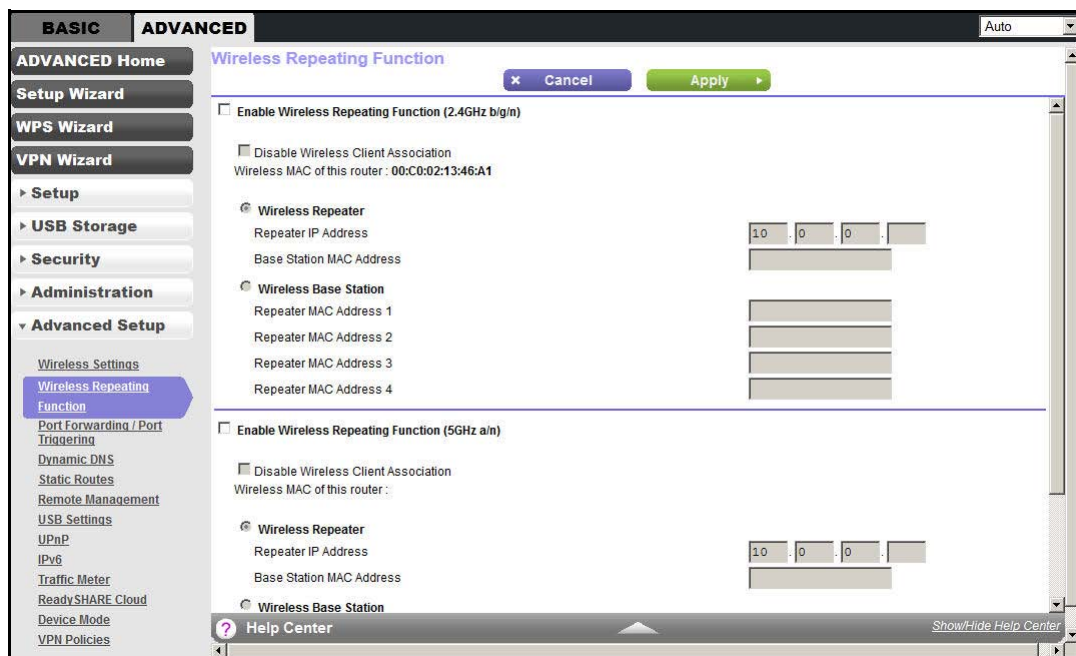 BASIC
ADVANCED
Auto
ADVANCED Home
Setup Wizard
WPS Wizard
VPN Wizard
Setup
USB Storage
Security
Administration
Advanced Setup
Wireless Settings
Wireless Repeating
Function
Port Forwarding / Port
Triggering
Dynamic DNS
Static Routes
Remote Management
USB Settings
UPnP
IPv6
Traffic Meter
ReadySHARE Cloud
Device Mode
VPN Policies
Wireless Repeating Function
x Cancel
Apply
Enable Wireless Repeating Function (2.4GHz b/g/n)
Disable Wireless Client Association
Wireless MAC of this router : 00:C0:02:13:46:A1
Wireless Repeater
Repeater IP Address 10 . 0 . 0 .
Base Station MAC Address
Wireless Base Station
Repeater MAC Address 1
Repeater MAC Address 2
Repeater MAC Address 3
Repeater MAC Address 4
Enable Wireless Repeating Function (5GHz a/n)
Disable Wireless Client Association
Wireless MAC of this router :
Wireless Repeater
Repeater IP Address 10 . 0 . 0 .
Base Station MAC Address
Wireless Base Station
? Help Center
Show/Hide Help Center